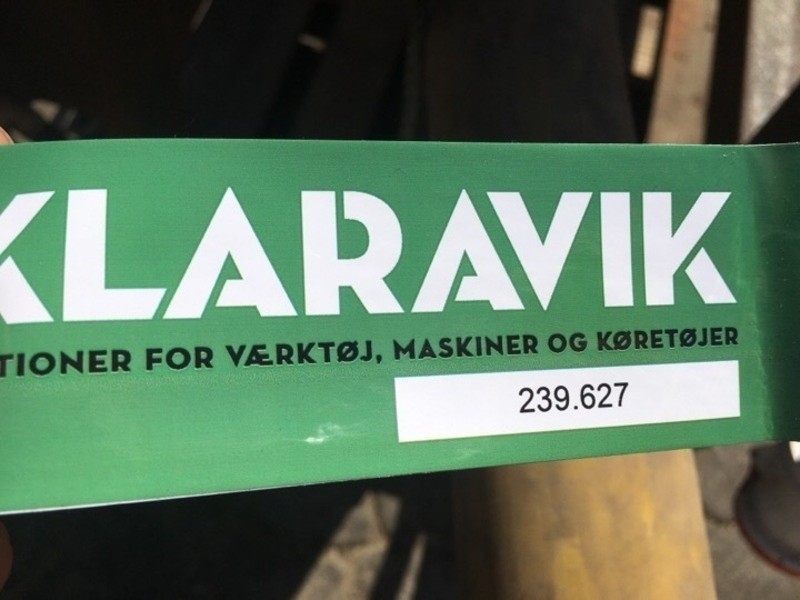 KLARAVIK
TIONER FOR VÆRKTØJ, MASKINER OG KØRETØJER
239.627